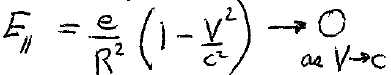 E∥ = e/R² (1 - V²/c²) → 0
as V→c